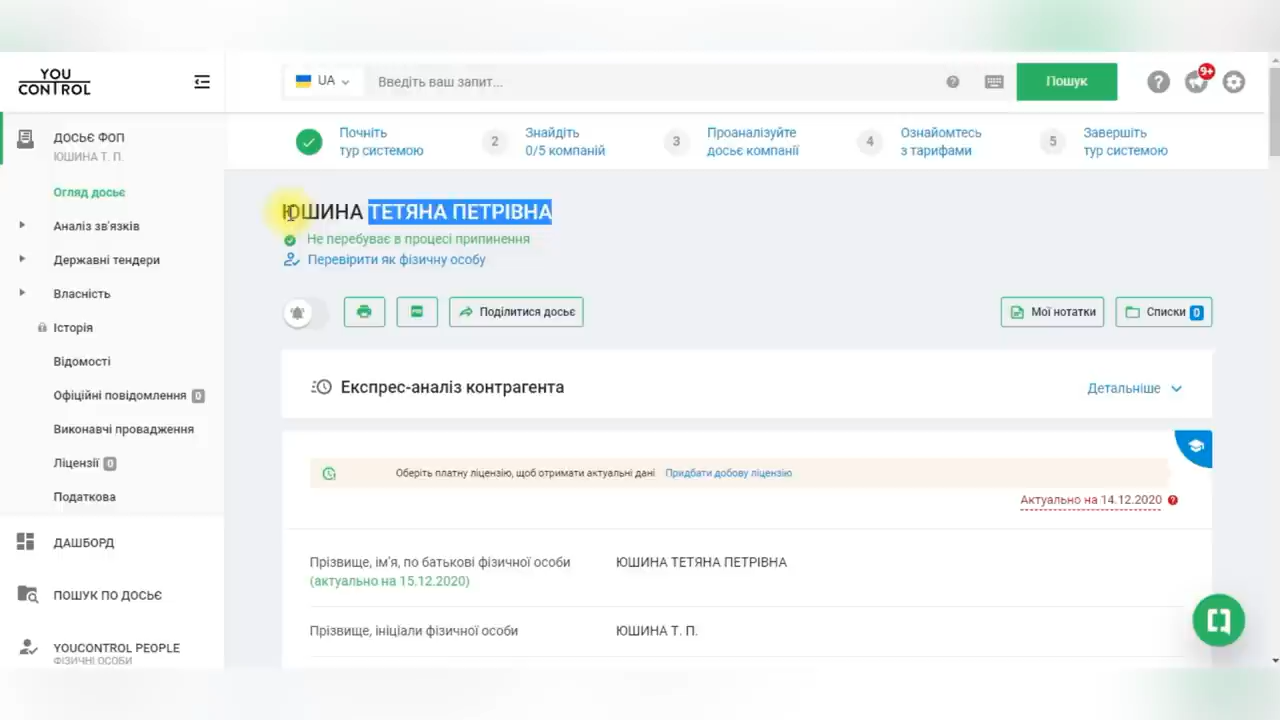 YOU
CONTROL
UA
Введіть ваш запит...
Пошук
9+
ДОСЬЄ ФОП
ЮШИНА Т. П.
Огляд досьє
Аналіз зв'язків
Державні тендери
Власність
Історія
Відомості
Офіційні повідомлення 0
Виконавчі провадження
Ліцензії 0
Податкова
ДАШБОРД
ПОШУК ПО ДОСЬЄ
YOUCONTROL PEOPLE
ФІЗИЧНІ ОСОБИ
Почніть
тур системою
2
Знайдіть
0/5 компаній
3
Проаналізуйте
досьє компанії
4
Ознайомтесь
з тарифами
5
Завершіть
тур системою
ЮШИНА ТЕТЯНА ПЕТРІВНА
Не перебуває в процесі припинення
Перевірити як фізичну особу
Поділитися досьє
Мої нотатки
Списки 0
Експрес-аналіз контрагента
Детальніше
Оберіть платну ліцензію, щоб отримати актуальні дані Придбати добову ліцензію
Актуально на 14.12.2020
Прізвище, ім'я, по батькові фізичної особи
(актуально на 15.12.2020)
ЮШИНА ТЕТЯНА ПЕТРІВНА
Прізвище, ініціали фізичної особи
ЮШИНА Т. П.